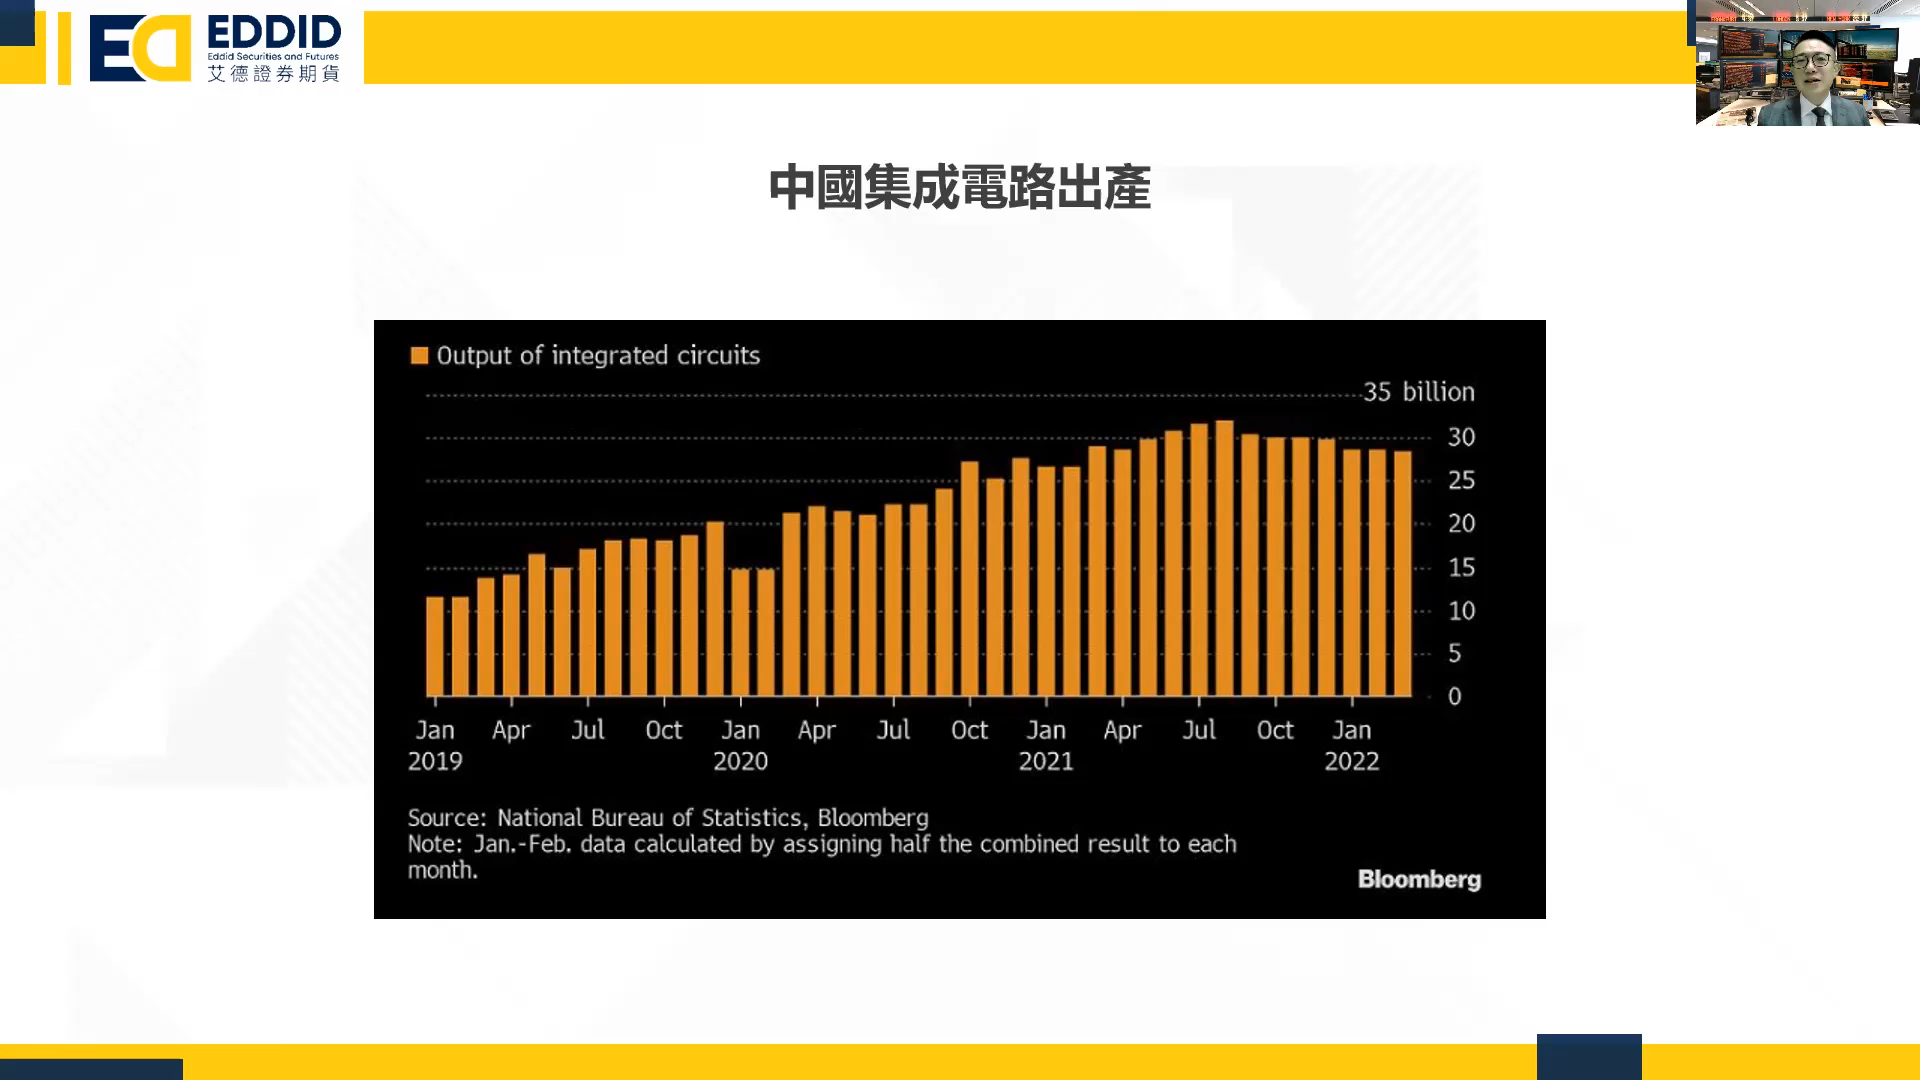 EDDID
Eddid Securities and Futures
艾德證券期貨
中國集成電路出產
Output of integrated circuits
35 billion
30
25
20
15
10
5
0
Jan Apr Jul Oct Jan Apr Jul Oct Jan Apr Jul Oct Jan
2019 2020 2021 2022
Source: National Bureau of Statistics, Bloomberg
Note: Jan.-Feb. data calculated by assigning half the combined result to each
month.
Bloomberg